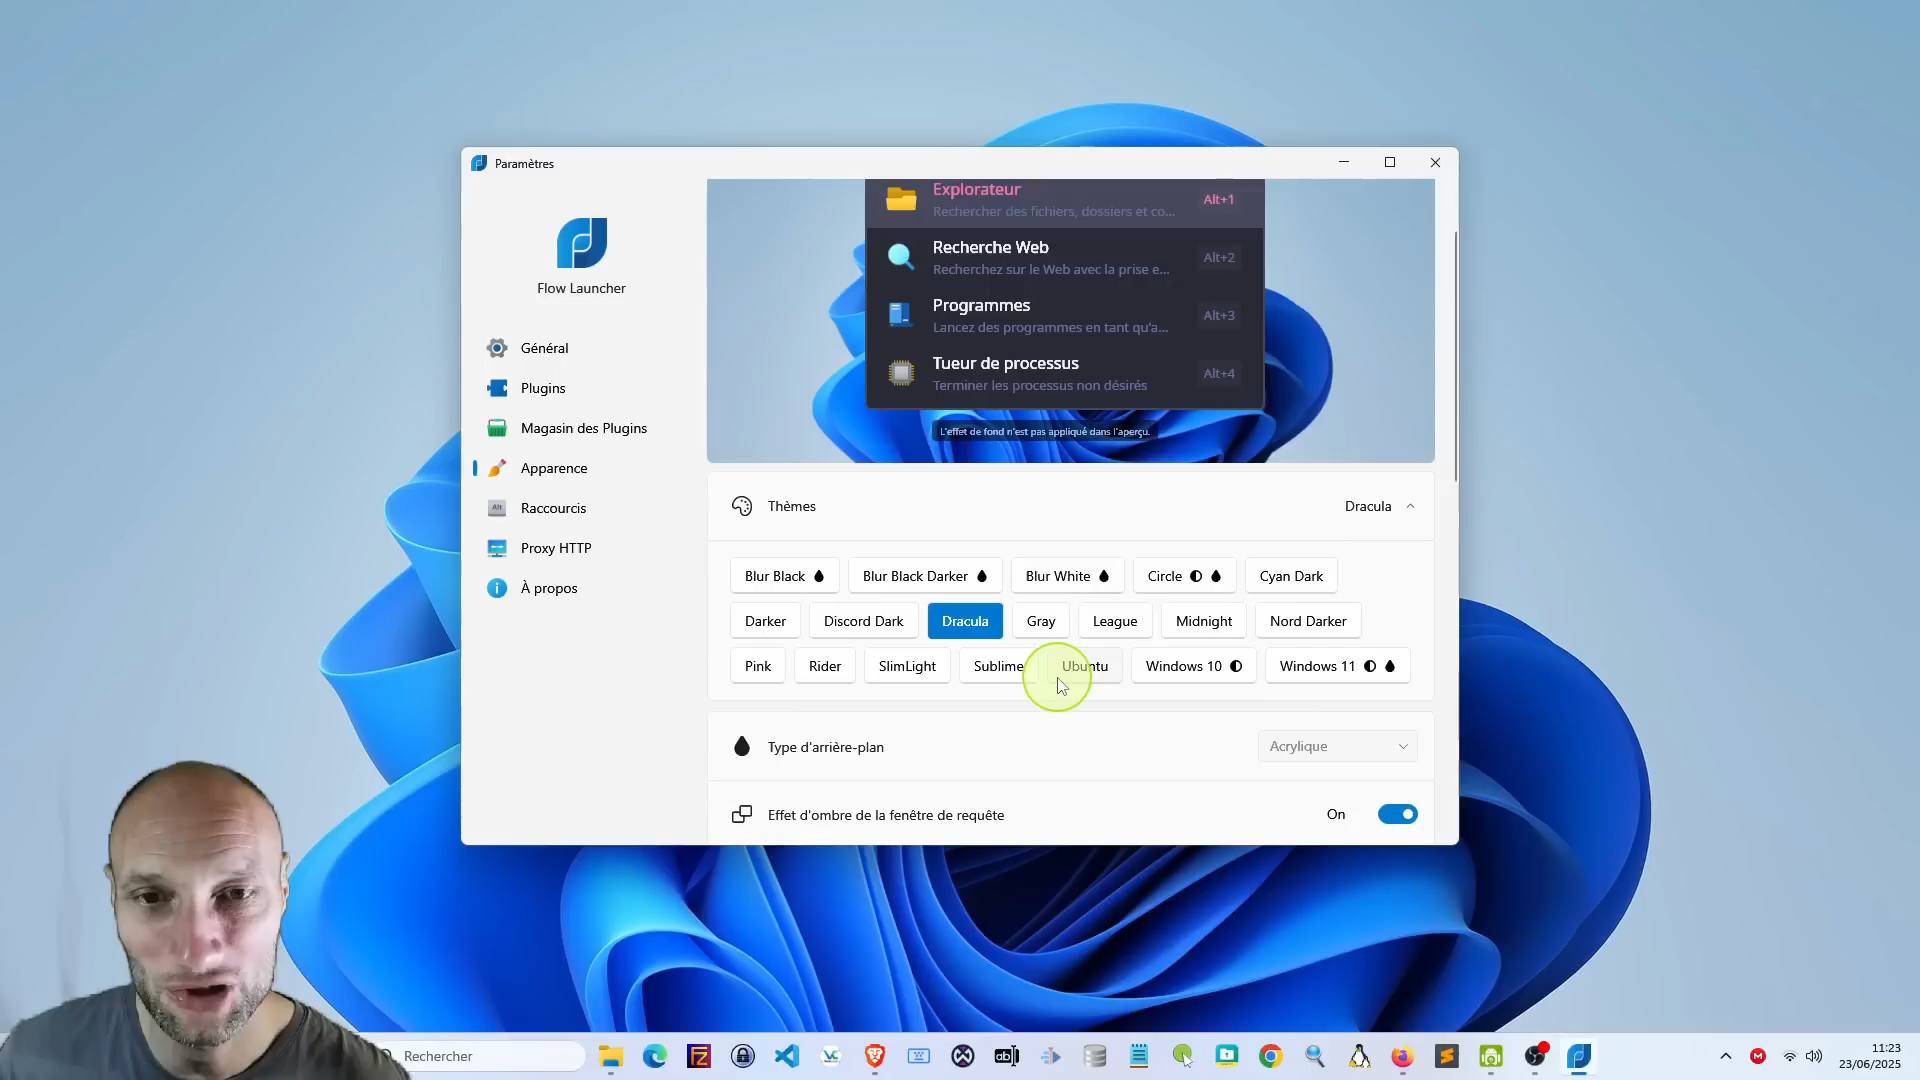 Paramètres
Flow Launcher
Général
Plugins
Magasin des Plugins
Apparence
Raccourcis
Proxy HTTP
À propos
Explorateur
Rechercher des fichiers, dossiers et co...
Alt+1
Recherche Web
Recherchez sur le Web avec la prise e...
Alt+2
Programmes
Lancez des programmes en tant qu'a...
Alt+3
Tueur de processus
Terminer les processus non désirés
Alt+4
L'effet de fond n'est pas appliqué dans l'aperçu.
Thèmes Dracula
Blur Black Blur Black Darker Blur White Circle Cyan Dark
Darker Discord Dark Dracula Gray League Midnight Nord Darker
Pink Rider SlimLight Sublime Ubuntu Windows 10 Windows 11
Type d'arrière-plan Acrylique
Effet d'ombre de la fenêtre de requête On
Rechercher
11:23
23/06/2025